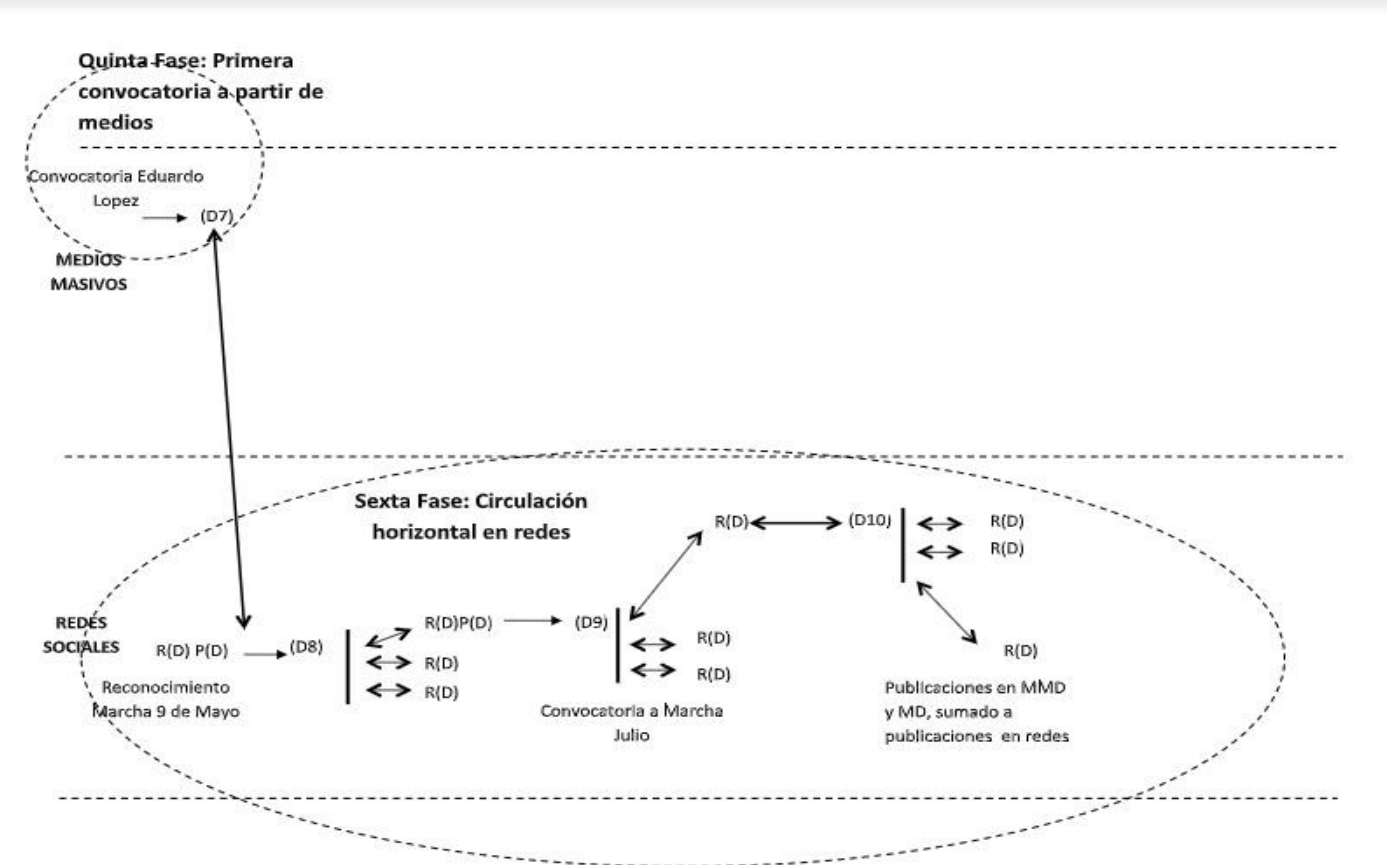 Quinta Fase: Primera
convocatoria a partir de
medios
Convocatoria Eduardo
Lopez
(D7)
MEDIOS
MASIVOS
Sexta Fase: Circulación
horizontal en redes
R(D)
(D10)
R(D)
R(D)
REDES
SOCIALES
R(D) P(D)
(D8)
R(D)P(D)
R(D)
R(D)
(D9)
R(D)
R(D)
R(D)
Reconocimiento
Marcha 9 de Mayo
Convocatoria a Marcha
Julio
Publicaciones en MMD
y MD, sumado a
publicaciones en redes